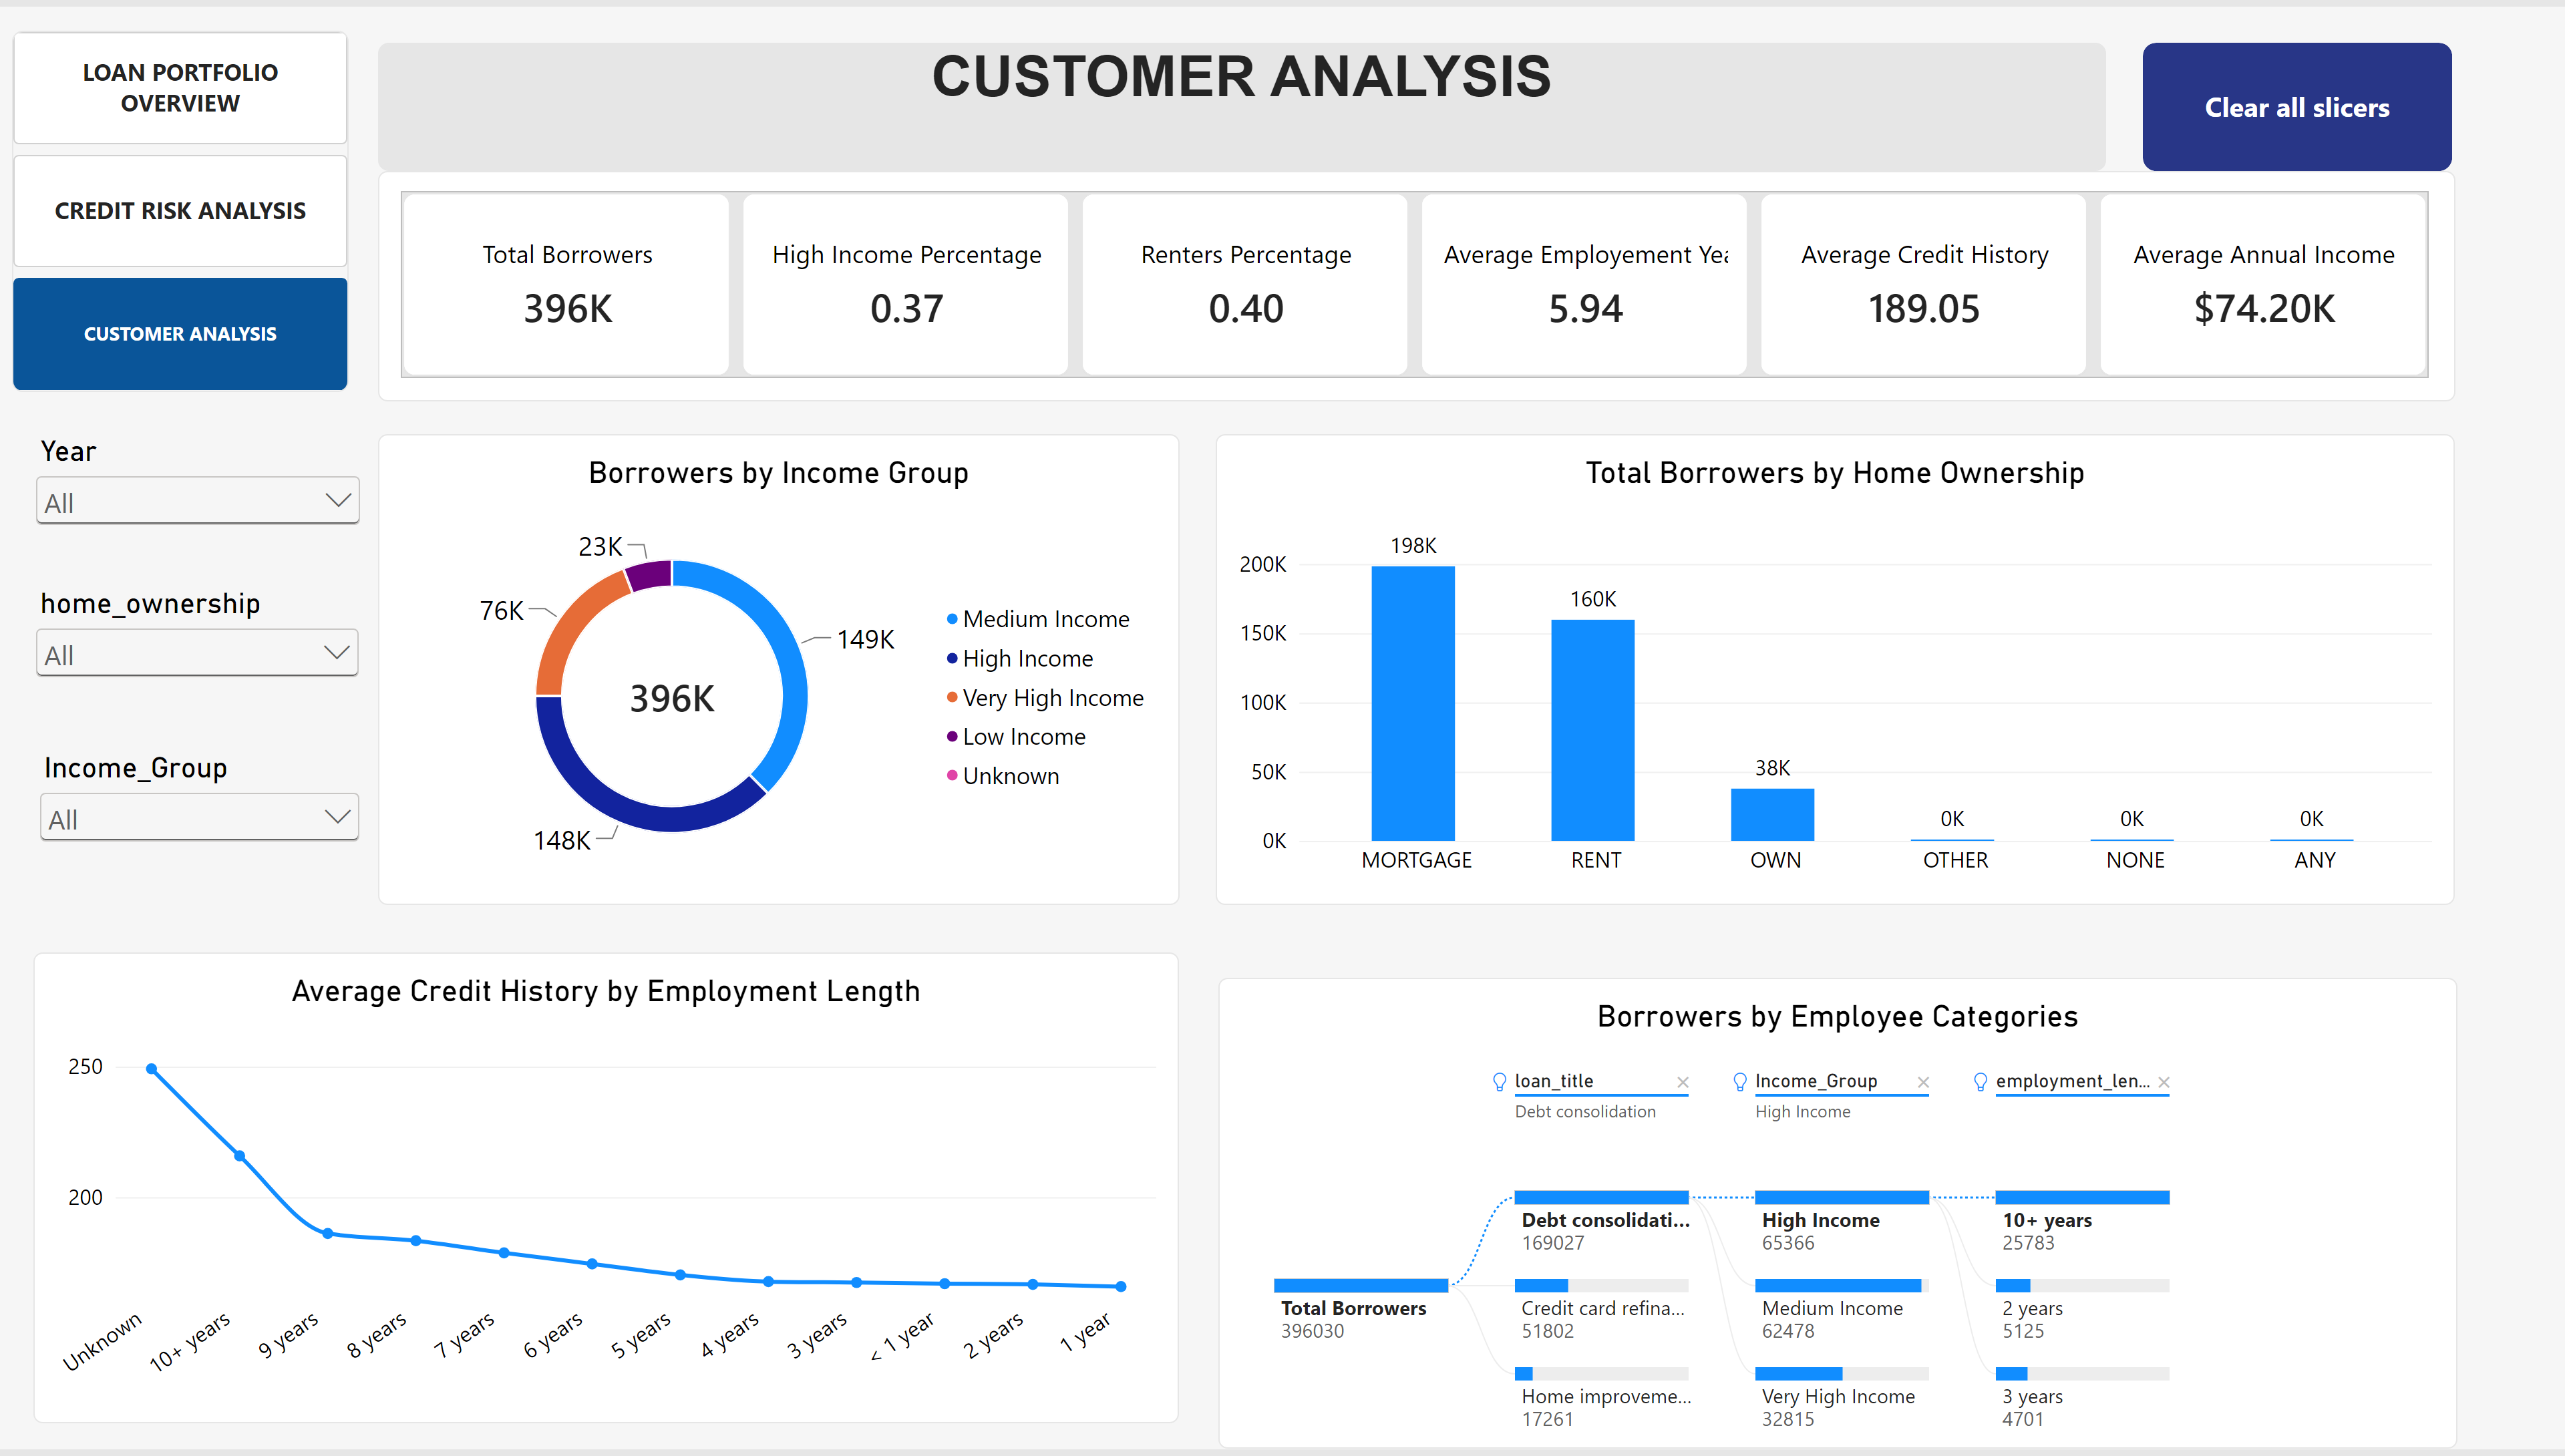 LOAN PORTFOLIO
OVERVIEW
CREDIT RISK ANALYSIS
CUSTOMER ANALYSIS
CUSTOMER ANALYSIS
Clear all slicers
Total Borrowers
396K
High Income Percentage
0.37
Renters Percentage
0.40
Average Employement Yea
5.94
Average Credit History
189.05
Average Annual Income
$74.20K
Year
All
home_ownership
All
Income_Group
All
Borrowers by Income Group
23K
76K
149K
396K
148K
Medium Income
High Income
Very High Income
Low Income
Unknown
Total Borrowers by Home Ownership
200K
150K
100K
50K
0K
198K
160K
38K
0K
0K
0K
MORTGAGE
RENT
OWN
OTHER
NONE
ANY
Average Credit History by Employment Length
250
200
Unknown
10+ years
9 years
8 years
7 years
6 years
5 years
4 years
3 years
< 1 year
2 years
1 year
Borrowers by Employee Categories
loan_title
Debt consolidation
Income_Group
High Income
employment_len...
Total Borrowers
396030
Debt consolidati...
169027
Credit card refina...
51802
Home improveme...
17261
High Income
65366
Medium Income
62478
Very High Income
32815
10+ years
25783
2 years
5125
3 years
4701